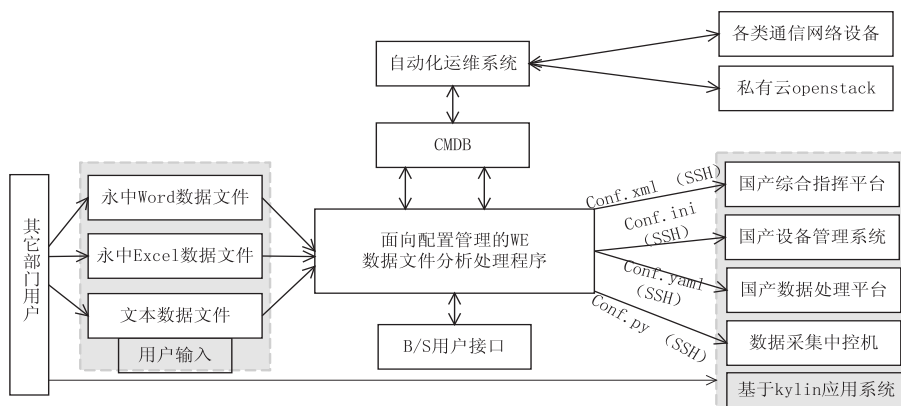 各类通信网络设备
自动化运维系统
私有云openstack
CMDB
其它部门用户
永中Word数据文件
永中Excel数据文件
文本数据文件
用户输入
面向配置管理的WE
数据文件分析处理程序
B/S用户接口
Conf.xml (SSH)
Conf.ini
(SSH)
Conf.yaml
(SSH)
Conf.py
(SSH)
国产综合指挥平台
国产设备管理系统
国产数据处理平台
数据采集中控机
基于kylin应用系统